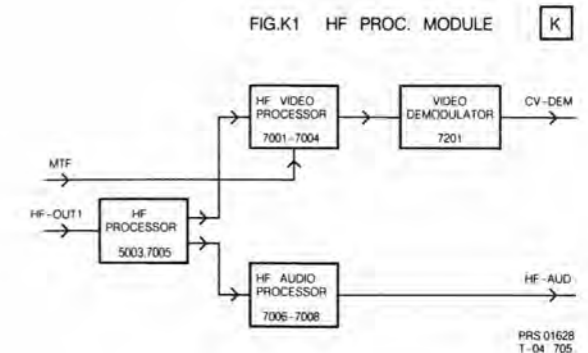 FIG.K1 HF PROC. MODULE K
HF VIDEO
PROCESSOR
7001-7004
VIDEO
DEMODULATOR
7201
CV-DEM
MTF
HF-OUT1
HF
PROCESSOR
5003,7005
HF AUDIO
PROCESSOR
7006-7008
HF-AUD
PRS 01628
T-04 705